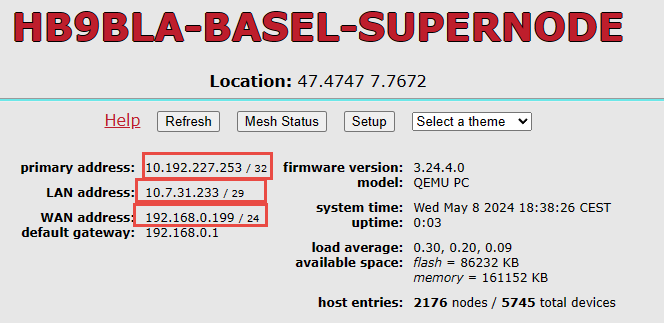 HB9BLA-BASEL-SUPERNODE
Location: 47.4747 7.7672
Help Refresh Mesh Status Setup Select a theme
primary address: 10.192.227.253 / 32
LAN address: 10.7.31.233 / 29
WAN address: 192.168.0.199 / 24
default gateway: 192.168.0.1
firmware version: 3.24.4.0
model: QEMU PC
system time: Wed May 8 2024 18:38:26 CEST
uptime: 0:03
load average: 0.30, 0.20, 0.09
available space: flash = 86232 KB
memory = 161152 KB
host entries: 2176 nodes / 5745 total devices